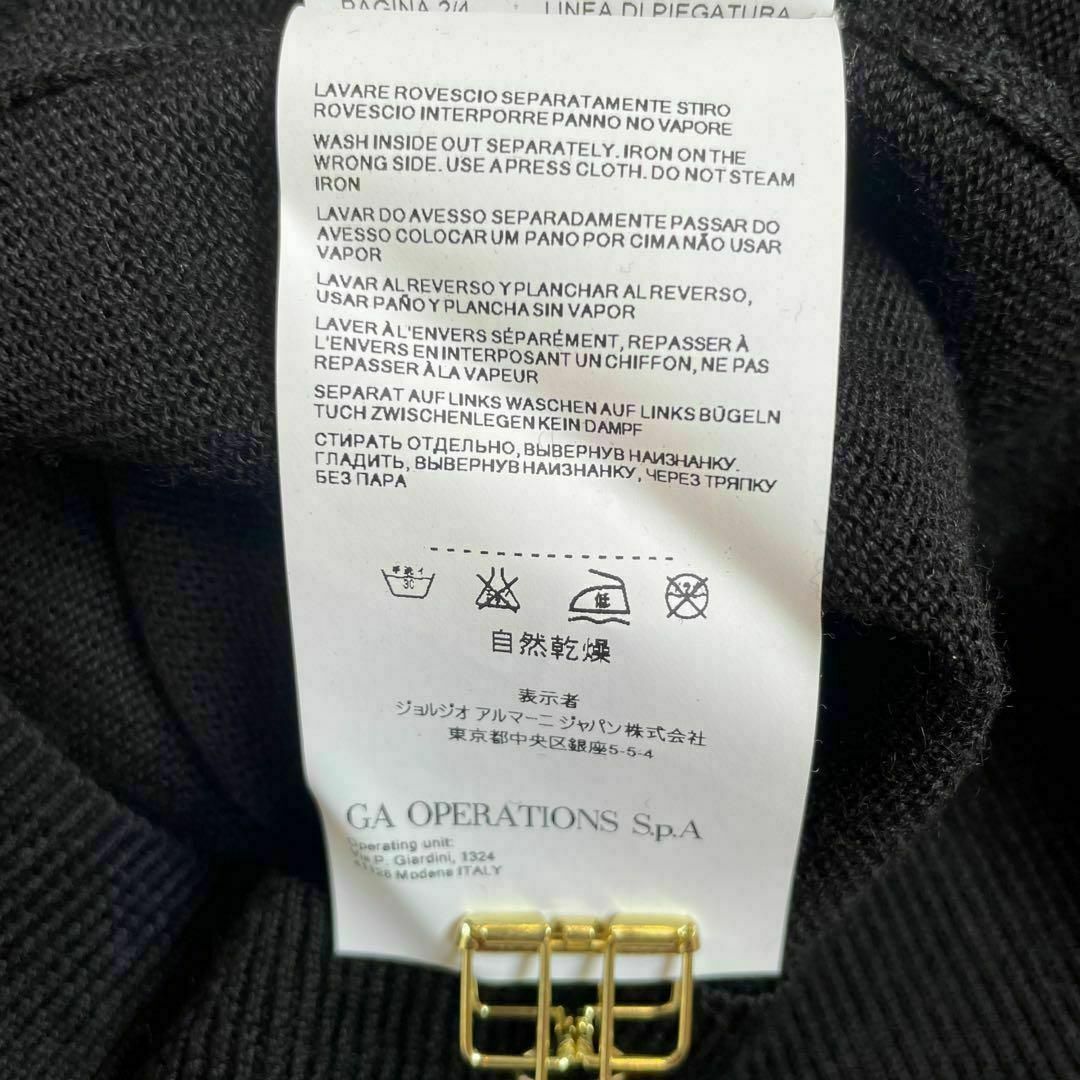 PAGINA 2/4 LINEA DI PIEGATURA
LAVARE ROVESCIO SEPARATAMENTE STIRO
ROVESCIO INTERPORRE PANNO NO VAPORE
WASH INSIDE OUT SEPARATELY. IRON ON THE
WRONG SIDE. USE A PRESS CLOTH. DO NOT STEAM
IRON
LAVAR DO AVESSO SEPARADAMENTE PASSAR DO
AVESSO COLOCAR UM PANO POR CIMA NÃO USAR
VAPOR
LAVAR AL REVERSO Y PLANCHAR AL REVERSO,
USAR PAÑO Y PLANCHA SIN VAPOR
LAVER À L'ENVERS SÉPARÉMENT, REPASSER À
L'ENVERS EN INTERPOSANT UN CHIFFON, NE PAS
REPASSER À LA VAPEUR
SEPARAT AUF LINKS WASCHEN AUF LINKS BÜGELN
TUCH ZWISCHENLEGEN KEIN DAMPF
СТИРАТЬ ОТДЕЛЬНО, ВЫВЕРНУВ НАИЗНАНКУ.
ГЛАДИТЬ, ВЫВЕРНУВ НАИЗНАНКУ, ЧЕРЕЗ ТРЯПКУ
БЕЗ ПАРА
手洗イ
30 低
自然乾燥
表示者
ジョルジオ アルマーニ ジャパン株式会社
東京都中央区銀座5-5-4
GA OPERATIONS S.p.A
Operating unit:
Via P. Giardini, 1324
41126 Modena ITALY